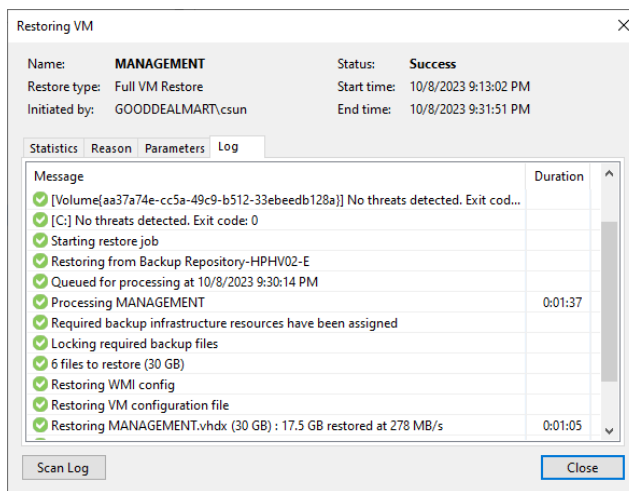 Restoring VM
Name: MANAGEMENT Status: Success
Restore type: Full VM Restore Start time: 10/8/2023 9:13:02 PM
Initiated by: GOODDEALMART\csun End time: 10/8/2023 9:31:51 PM
Statistics Reason Parameters Log
Message Duration
[Volume{aa37a74e-cc5a-49c9-b512-33ebeedb128a}] No threats detected. Exit cod...
[C:] No threats detected. Exit code: 0
Starting restore job
Restoring from Backup Repository-HPHV02-E
Queued for processing at 10/8/2023 9:30:14 PM
Processing MANAGEMENT 0:01:37
Required backup infrastructure resources have been assigned
Locking required backup files
6 files to restore (30 GB)
Restoring WMI config
Restoring VM configuration file
Restoring MANAGEMENT.vhdx (30 GB) : 17.5 GB restored at 278 MB/s 0:01:05
Scan Log Close